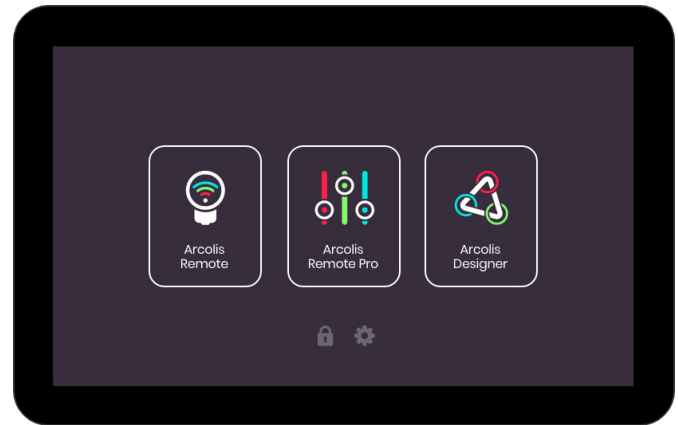 Arcolis
Remote
Arcolis
Remote Pro
Arcolis
Designer